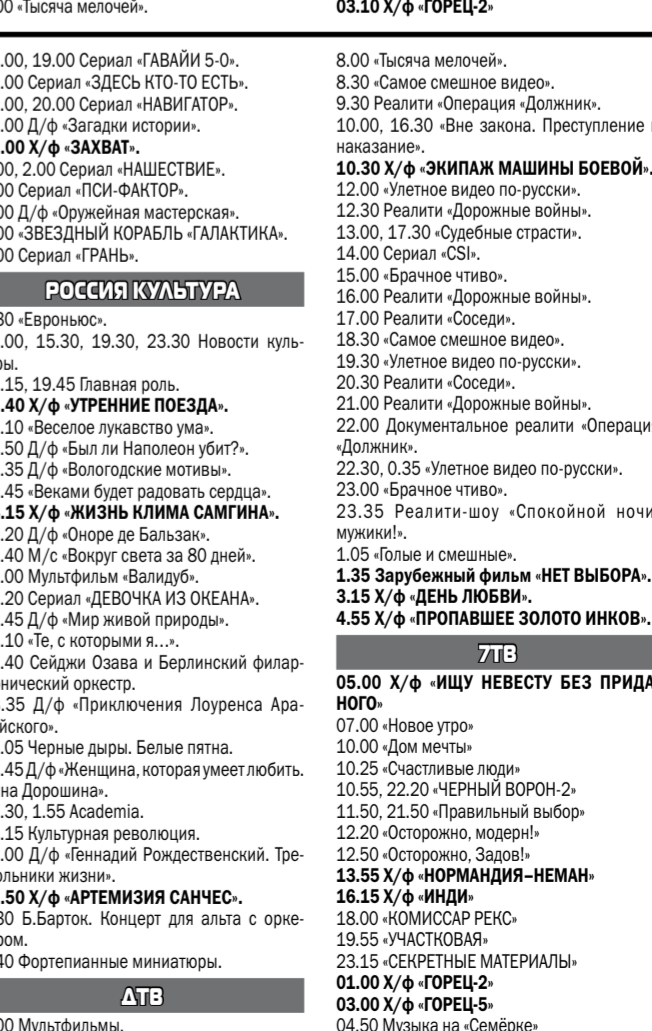 00 «Тысяча мелочей».
.00, 19.00 Сериал «ГАВАЙИ 5-0».
.00 Сериал «ЗДЕСЬ КТО-ТО ЕСТЬ».
.00, 20.00 Сериал «НАВИГАТОР».
.00 Д/ф «Загадки истории».
.00 Х/ф «ЗАХВАТ».
00, 2.00 Сериал «НАШЕСТВИЕ».
00 Сериал «ПСИ-ФАКТОР».
00 Д/ф «Оружейная мастерская».
00 «ЗВЕЗДНЫЙ КОРАБЛЬ «ГАЛАКТИКА».
00 Сериал «ГРАНЬ».
РОССИЯ КУЛЬТУРА
30 «Евроньюс».
.00, 15.30, 19.30, 23.30 Новости куль-
ры.
.15, 19.45 Главная роль.
.40 Х/ф «УТРЕННИЕ ПОЕЗДА».
.10 «Веселое лукавство ума».
.50 Д/ф «Был ли Наполеон убит?».
.35 Д/ф «Вологодские мотивы».
.45 «Веками будет радовать сердца».
.15 Х/ф «ЖИЗНЬ КЛИМА САМГИНА».
.20 Д/ф «Оноре де Бальзак».
.40 М/с «Вокруг света за 80 дней».
.00 Мультфильм «Валидуб».
.20 Сериал «ДЕВОЧКА ИЗ ОКЕАНА».
.45 Д/ф «Мир живой природы».
.10 «Те, с которыми я...».
.40 Сейджи Озава и Берлинский филар-
онический оркестр.
.35 Д/ф «Приключения Лоуренса Ара-
йского».
.05 Черные дыры. Белые пятна.
.45 Д/ф «Женщина, которая умеет любить.
на Дорошина».
.30, 1.55 Academia.
.15 Культурная революция.
.00 Д/ф «Геннадий Рождественский. Тре-
ольники жизни».
.50 Х/ф «АРТЕМИЗИЯ САНЧЕС».
30 Б.Барток. Концерт для альта с орке-
ром.
40 Фортепианные миниатюры.
ДТВ
00 Мультфильмы.
03.10 Х/ф «ГОРЕЦ-2»
8.00 «Тысяча мелочей».
8.30 «Самое смешное видео».
9.30 Реалити «Операция «Должник».
10.00, 16.30 «Вне закона. Преступление и
наказание».
10.30 Х/ф «ЭКИПАЖ МАШИНЫ БОЕВОЙ».
12.00 «Улетное видео по-русски».
12.30 Реалити «Дорожные войны».
13.00, 17.30 «Судебные страсти».
14.00 Сериал «CSI».
15.00 «Брачное чтиво».
16.00 Реалити «Дорожные войны».
17.00 Реалити «Соседи».
18.30 «Самое смешное видео».
19.30 «Улетное видео по-русски».
20.30 Реалити «Соседи».
21.00 Реалити «Дорожные войны».
22.00 Документальное реалити «Операция
«Должник».
22.30, 0.35 «Улетное видео по-русски».
23.00 «Брачное чтиво».
23.35 Реалити-шоу «Спокойной ночи,
мужики!».
1.05 «Голые и смешные».
1.35 Зарубежный фильм «НЕТ ВЫБОРА».
3.15 Х/ф «ДЕНЬ ЛЮБВИ».
4.55 Х/ф «ПРОПАВШЕЕ ЗОЛОТО ИНКОВ».
7ТВ
05.00 Х/ф «ИЩУ НЕВЕСТУ БЕЗ ПРИДА-
НОГО»
07.00 «Новое утро»
10.00 «Дом мечты»
10.25 «Счастливые люди»
10.55, 22.20 «ЧЕРНЫЙ ВОРОН-2»
11.50, 21.50 «Правильный выбор»
12.20 «Осторожно, модерн!»
12.50 «Осторожно, Задов!»
13.55 Х/ф «НОРМАНДИЯ–НЕМАН»
16.15 Х/ф «ИНДИ»
18.00 «КОМИССАР РЕКС»
19.55 «УЧАСТКОВАЯ»
23.15 «СЕКРЕТНЫЕ МАТЕРИАЛЫ»
01.00 Х/ф «ГОРЕЦ-2»
03.00 Х/ф «ГОРЕЦ-5»
04.50 Музыка на «Семёрке»